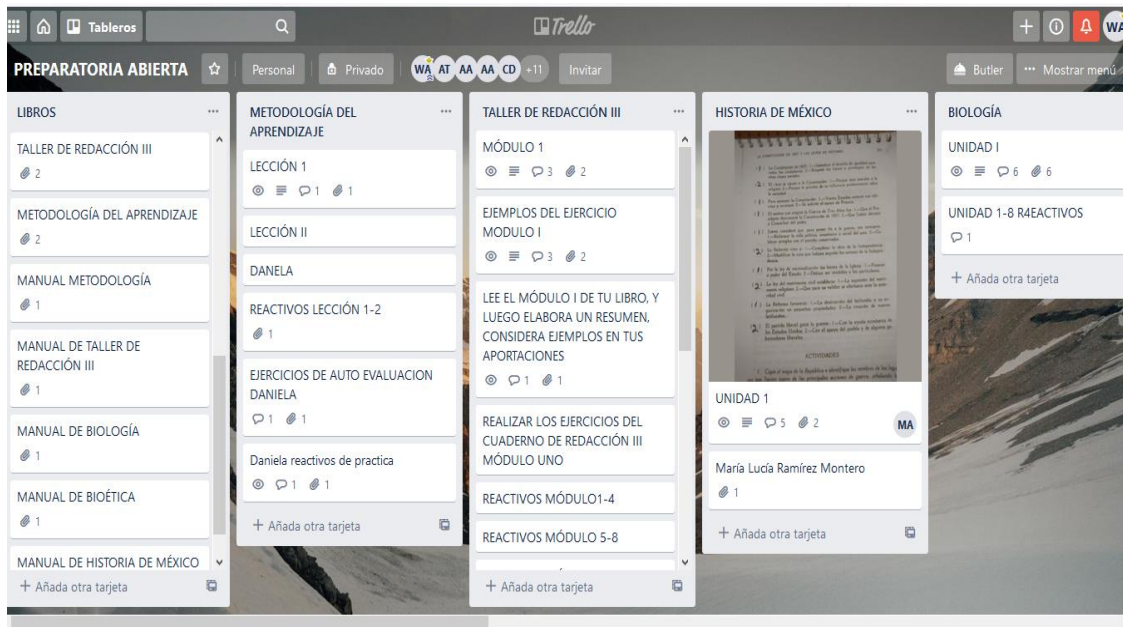 Tableros
Trello
WA
PREPARATORIA ABIERTA
Personal
Privado
WA AT AA AA CD +11
Invitar
Butler
Mostrar menú
LIBROS
TALLER DE REDACCIÓN III
2
METODOLOGÍA DEL APRENDIZAJE
2
MANUAL METODOLOGÍA
1
MANUAL DE TALLER DE
REDACCIÓN III
1
MANUAL DE BIOLOGÍA
1
MANUAL DE BIOÉTICA
1
MANUAL DE HISTORIA DE MÉXICO
+ Añada otra tarjeta
METODOLOGÍA DEL
APRENDIZAJE
LECCIÓN 1
1 1
LECCIÓN II
DANELA
REACTIVOS LECCIÓN 1-2
1
EJERCICIOS DE AUTO EVALUACION
DANIELA
1 1
Daniela reactivos de practica
1 1
+ Añada otra tarjeta
TALLER DE REDACCIÓN III
MÓDULO 1
3 2
EJEMPLOS DEL EJERCICIO
MODULO I
3 2
LEE EL MÓDULO I DE TU LIBRO, Y
LUEGO ELABORA UN RESUMEN,
CONSIDERA EJEMPLOS EN TUS
APORTACIONES
1 1
REALIZAR LOS EJERCICIOS DEL
CUADERNO DE REDACCIÓN III
MÓDULO UNO
REACTIVOS MÓDULO1-4
REACTIVOS MÓDULO 5-8
+ Añada otra tarjeta
HISTORIA DE MÉXICO
ACTIVIDADES
UNIDAD 1
5 2
MA
María Lucía Ramírez Montero
1
+ Añada otra tarjeta
BIOLOGÍA
UNIDAD I
6 6
UNIDAD 1-8 R4EACTIVOS
1
+ Añada otra tarjeta